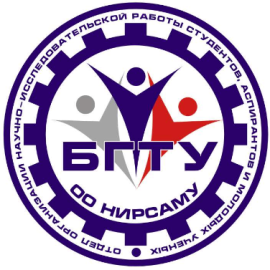 ОТДЕЛ ОРГАНИЗАЦИИ НАУЧНО-ИССЛЕДОВАТЕЛЬСКОЙ РАБОТЫ СТУДЕНТОВ, АСПИРАНТОВ И МОЛОДЫХ УЧЕНЫХ
БГТУ
ОО НИРСАМУ